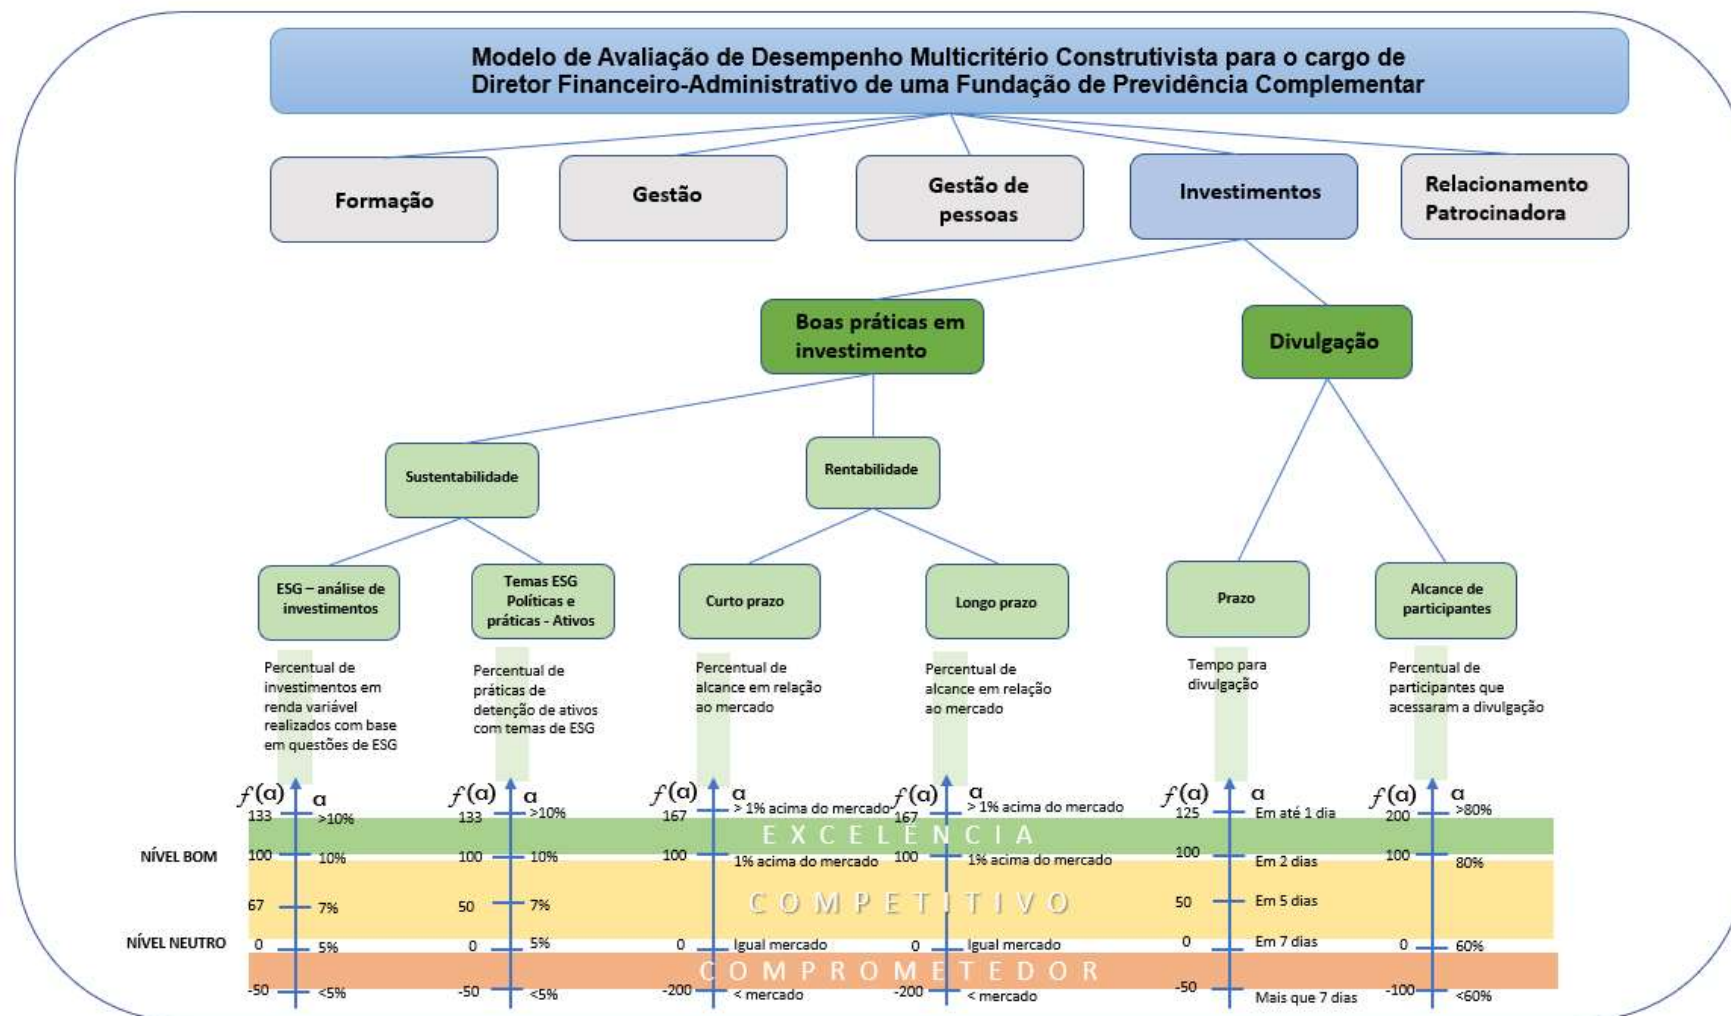 Modelo de Avaliação de Desempenho Multicritério Construtivista para o cargo de
Diretor Financeiro-Administrativo de uma Fundação de Previdência Complementar
Formação
Gestão
Gestão de
pessoas
Investimentos
Relacionamento
Patrocinadora
Boas práticas em
investimento
Divulgação
Sustentabilidade
Rentabilidade
ESG – análise de
investimentos
Temas ESG
Políticas e
práticas - Ativos
Curto prazo
Longo prazo
Prazo
Alcance de
participantes
Percentual de
investimentos em
renda variável
realizados com base
em questões de ESG
Percentual de
práticas de
detenção de ativos
com temas de ESG
Percentual de
alcance em relação
ao mercado
Percentual de
alcance em relação
ao mercado
Tempo para
divulgação
Percentual de
participantes que
acessaram a divulgação
f(α) α f(α) α f(α) α f(α) α f(α) α f(α) α
133 >10% 133 >10% 167 > 1% acima do mercado 167 > 1% acima do mercado 125 Em até 1 dia 200 >80%
EXCELÊNCIA
NÍVEL BOM 100 10% 100 10% 100 1% acima do mercado 100 1% acima do mercado 100 Em 2 dias 100 80%
COMPETITIVO
67 7% 50 7% 50 Em 5 dias
NÍVEL NEUTRO 0 5% 0 5% 0 Igual mercado 0 Igual mercado 0 Em 7 dias 0 60%
COMPROMETEDOR
-50 <5% -50 <5% -200 < mercado -200 < mercado -50 Mais que 7 dias -100 <60%